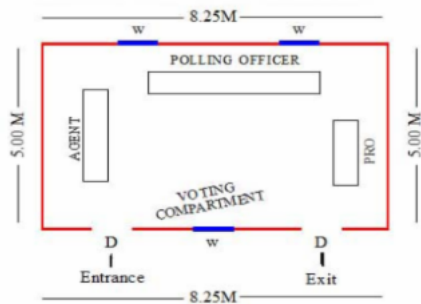 8.25M
W
W
POLLING OFFICER
5.00 M
AGENT
PRO
5.00 M
VOTING
COMPARTMENT
D
W
D
Entrance
Exit
8.25M